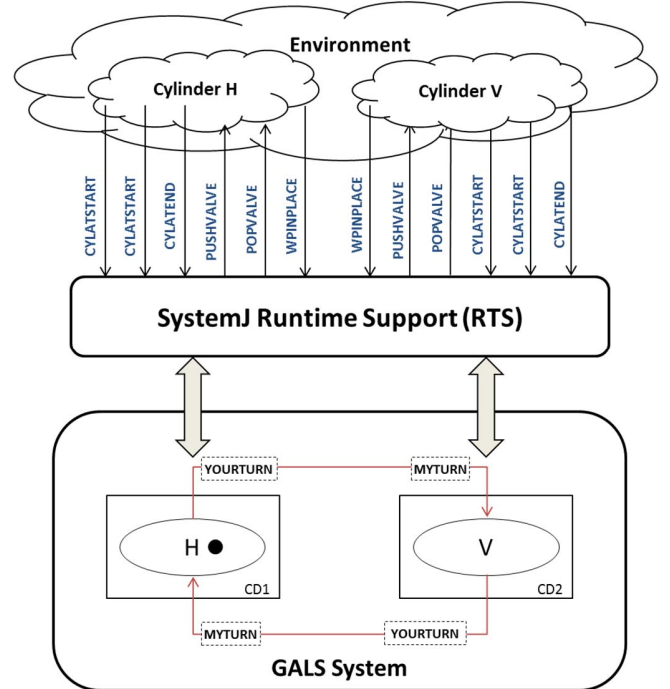 Environment
Cylinder H
Cylinder V
CYLATSTART
CYLATSTART
CYLATEND
PUSHVALVE
POPVALVE
WPINPLACE
WPINPLACE
PUSHVALVE
POPVALVE
CYLATSTART
CYLATSTART
CYLATEND
SystemJ Runtime Support (RTS)
YOURTURN
MYTURN
H
V
CD1
CD2
MYTURN
YOURTURN
GALS System